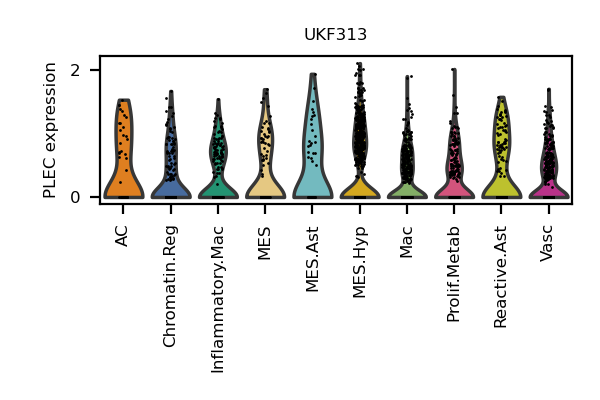 UKF313
PLEC expression
2
0
AC
Chromatin.Reg
Inflammatory.Mac
MES
MES.Ast
MES.Hyp
Mac
Prolif.Metab
Reactive.Ast
Vasc